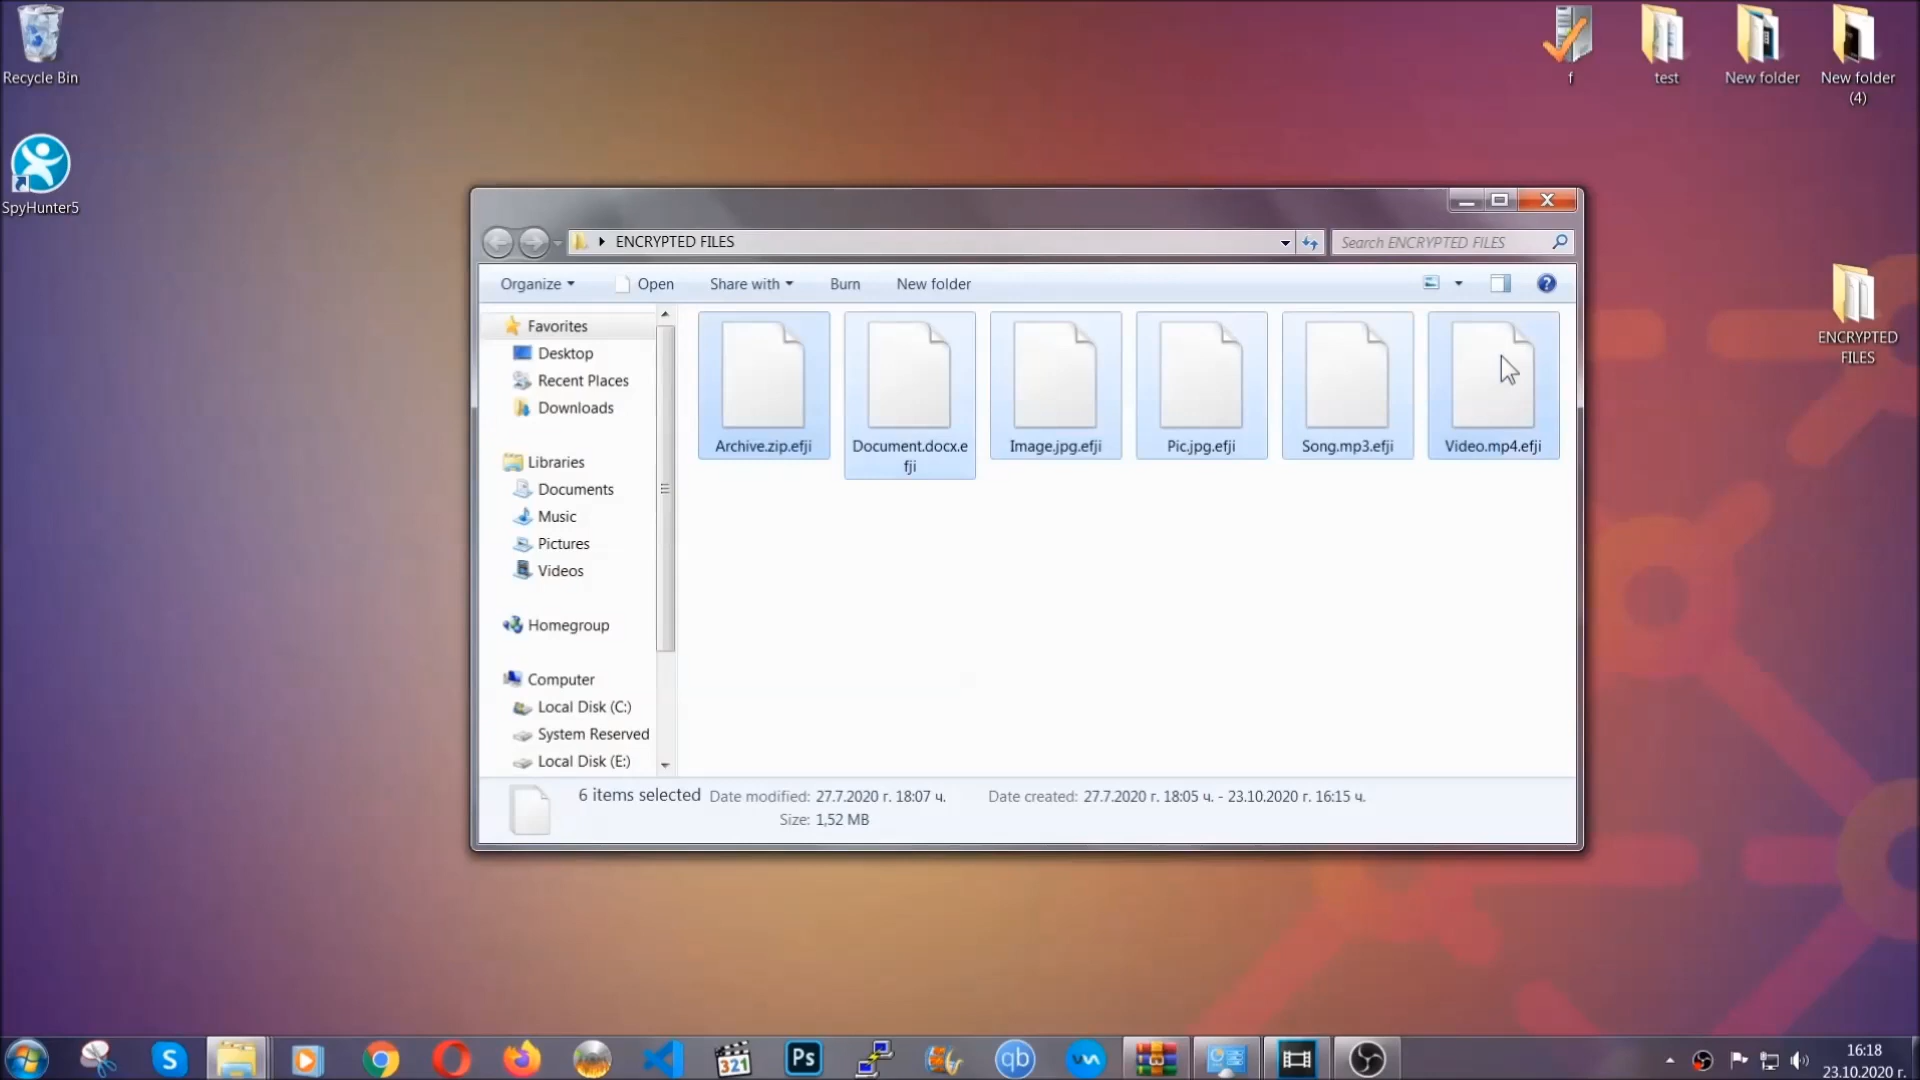 Recycle Bin
SpyHunter5
f
test
New folder
New folder
(4)
ENCRYPTED
FILES
ENCRYPTED FILES
Search ENCRYPTED FILES
Organize
Open
Share with
Burn
New folder
Favorites
Desktop
Recent Places
Downloads
Libraries
Documents
Music
Pictures
Videos
Homegroup
Computer
Local Disk (C:)
System Reserved
Local Disk (E:)
Archive.zip.efji
Document.docx.e
fji
Image.jpg.efji
Pic.jpg.efji
Song.mp3.efji
Video.mp4.efji
6 items selected
Date modified: 27.7.2020 г. 18:07 ч.
Date created: 27.7.2020 г. 18:05 ч. - 23.10.2020 г. 16:15 ч.
Size: 1,52 MB
S
321
Ps
qb
16:18
23.10.2020 г.